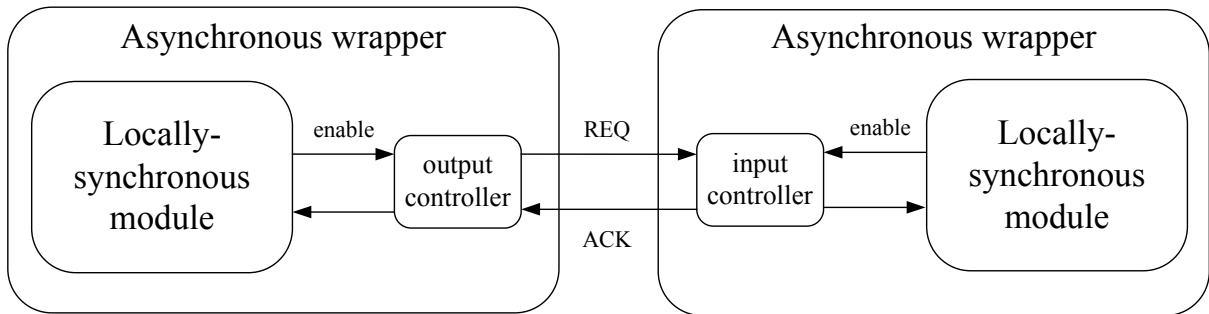 Asynchronous wrapper
Locally-
synchronous
module
enable
output
controller
REQ
ACK
Asynchronous wrapper
input
controller
enable
Locally-
synchronous
module